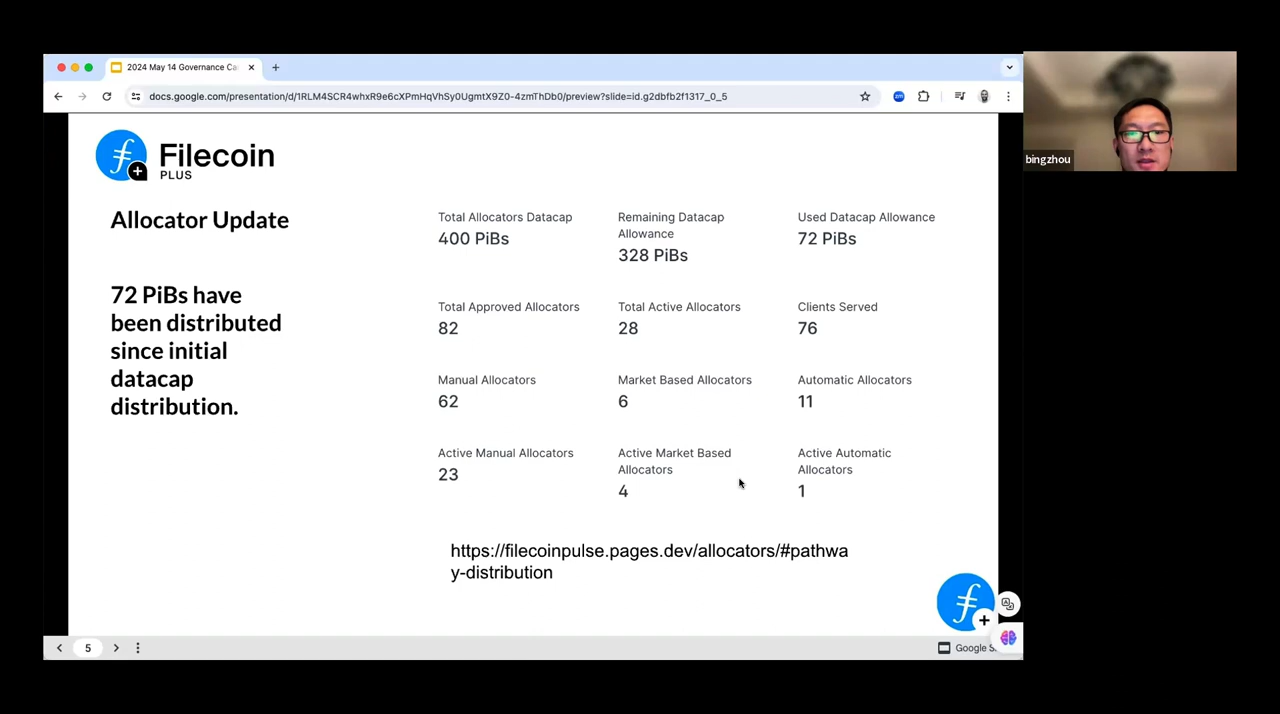 2024 May 14 Governance Ca
docs.google.com/presentation/d/1RLM4SCR4whxR9e6cXPmHqVhSy0UgmtX9Z0-4zmThDb0/preview?slide=id.g2dbfb2f1317_0_5
bingzhou
Filecoin
PLUS
Allocator Update
72 PiBs have
been distributed
since initial
datacap
distribution.
Total Allocators Datacap
400 PiBs
Remaining Datacap
Allowance
328 PiBs
Used Datacap Allowance
72 PiBs
Total Approved Allocators
82
Total Active Allocators
28
Clients Served
76
Manual Allocators
62
Market Based Allocators
6
Automatic Allocators
11
Active Manual Allocators
23
Active Market Based
Allocators
4
Active Automatic
Allocators
1
https://filecoinpulse.pages.dev/allocators/#pathwa
y-distribution
5
Google S